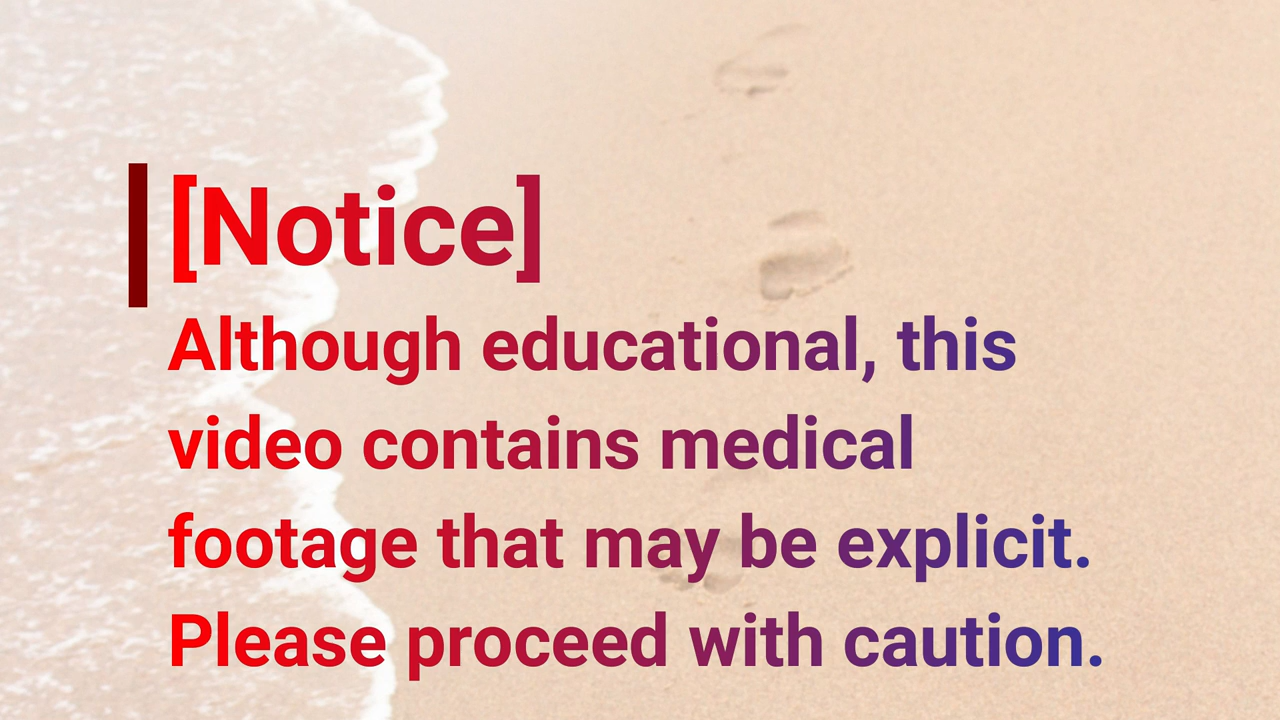 [Notice]
Although educational, this
video contains medical
footage that may be explicit.
Please proceed with caution.